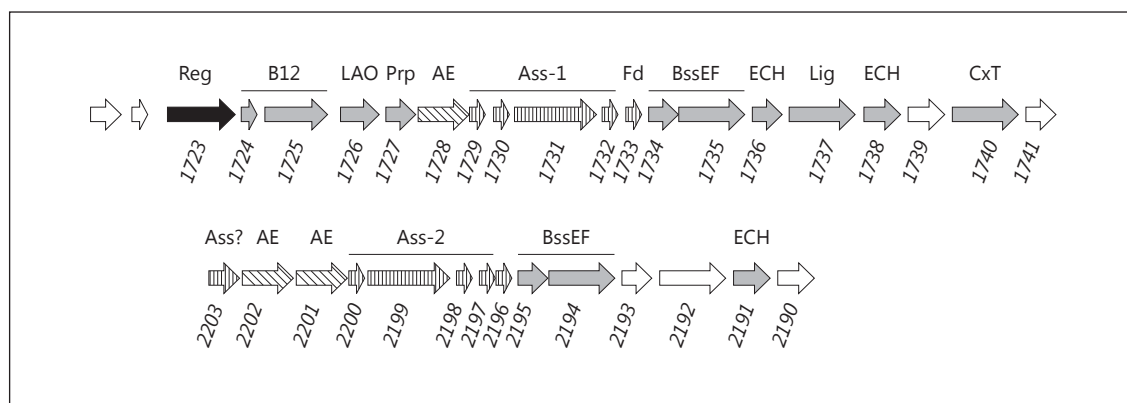 Reg B12 LAO Prp AE Ass-1 Fd BssEF ECH Lig ECH CxT
1723 1724 1725 1726 1727 1728 1729 1730 1731 1732 1733 1734 1735 1736 1737 1738 1739 1740 1741
Ass? AE AE Ass-2 BssEF ECH
2203 2202 2201 2200 2199 2198 2197 2196 2195 2194 2193 2192 2191 2190